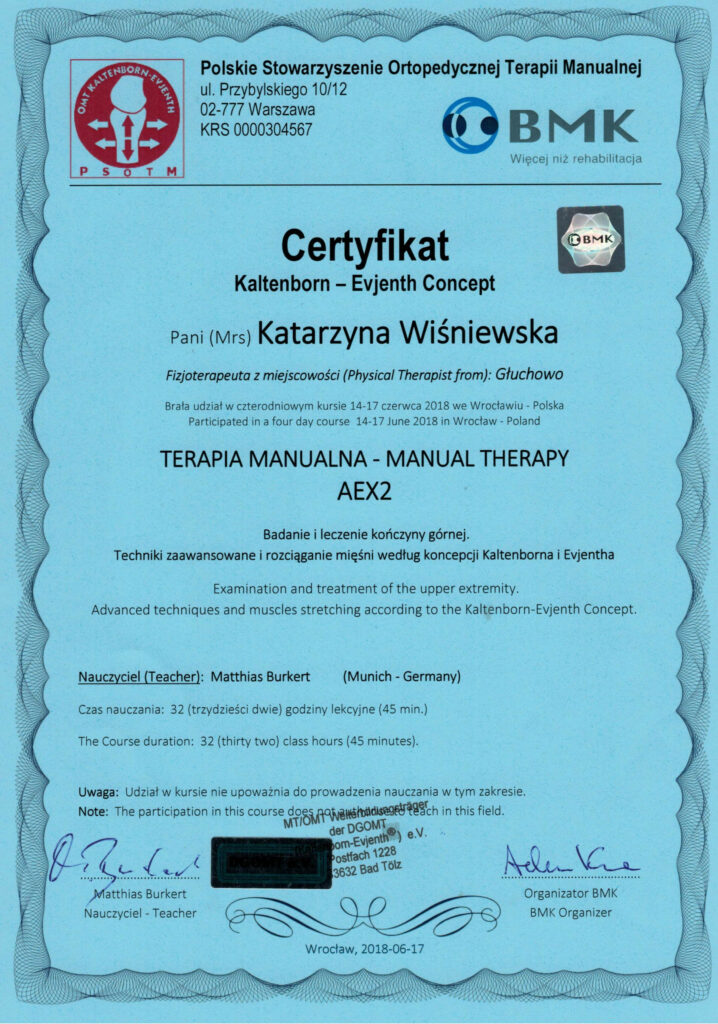 OMT KALTENBORN-EVJENTH
PSOTM
Polskie Stowarzyszenie Ortopedycznej Terapii Manualnej
ul. Przybylskiego 10/12
02-777 Warszawa
KRS 0000304567
BMK
Więcej niż rehabilitacja
Certyfikat
BMK
Kaltenborn – Evjenth Concept
Pani (Mrs) Katarzyna Wiśniewska
Fizjoterapeuta z miejscowości (Physical Therapist from): Głuchowo
Brała udział w czterodniowym kursie 14-17 czerwca 2018 we Wrocławiu - Polska
Participated in a four day course 14-17 June 2018 in Wrocław - Poland
TERAPIA MANUALNA - MANUAL THERAPY
AEX2
Badanie i leczenie kończyny górnej.
Techniki zaawansowane i rozciąganie mięśni według koncepcji Kaltenborna i Evjentha
Examination and treatment of the upper extremity.
Advanced techniques and muscles stretching according to the Kaltenborn-Evjenth Concept.
Nauczyciel (Teacher): Matthias Burkert (Munich - Germany)
Czas nauczania: 32 (trzydzieści dwie) godziny lekcyjne (45 min.)
The Course duration: 32 (thirty two) class hours (45 minutes).
Uwaga: Udział w kursie nie upoważnia do prowadzenia nauczania w tym zakresie.
Note: The participation in this course does not authorise to teach in this field.
MT/OMT Weiterbildungsträger
der DGOMT
born-Evjenth®) e.V.
Postfach 1228
83632 Bad Tölz
DGOMT e.V.
Matthias Burkert
Nauczyciel - Teacher
Organizator BMK
BMK Organizer
Wrocław, 2018-06-17